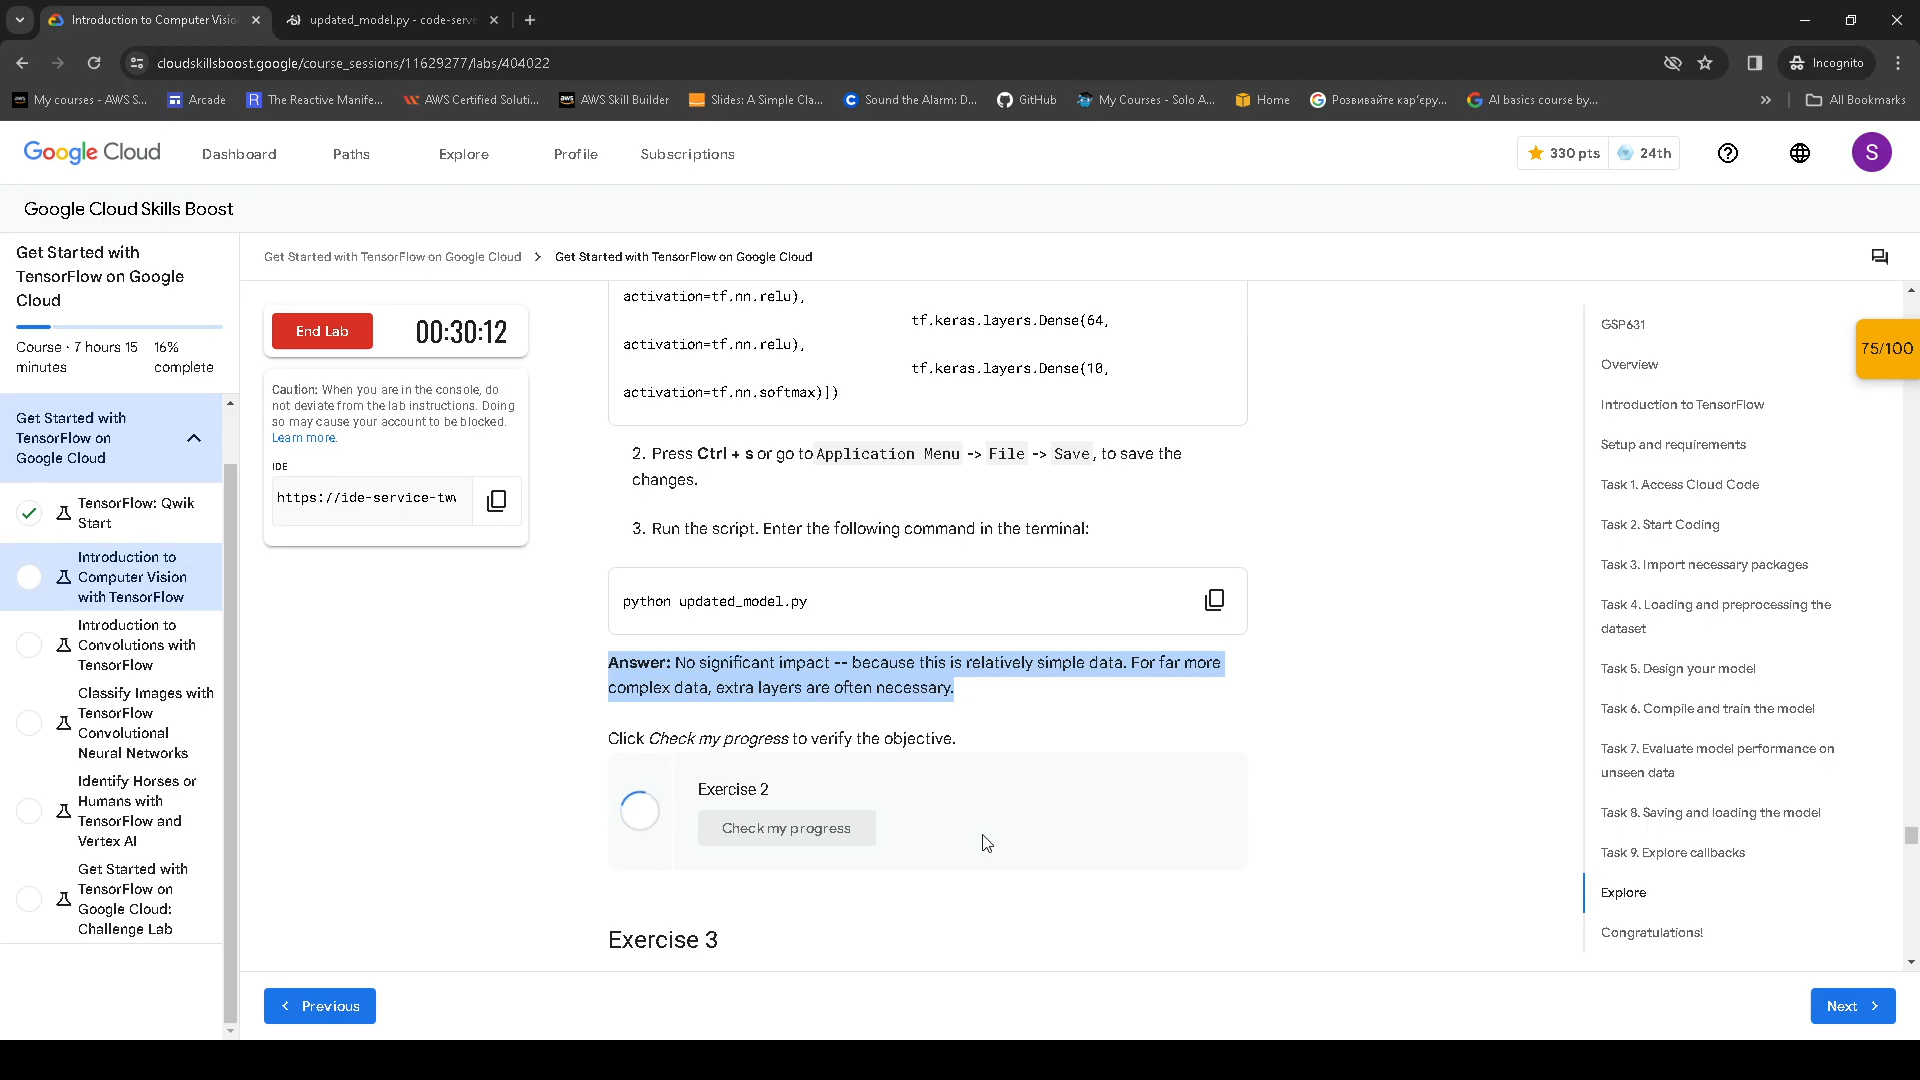 Introduction to Computer Visio
updated_model.py - code-serve
cloudskillsboost.google/course_sessions/11629277/labs/404022
Incognito
My courses - AWS S...
Arcade
The Reactive Manife...
AWS Certified Soluti...
AWS Skill Builder
Slides: A Simple Cla...
Sound the Alarm: D...
GitHub
My Courses - Solo A...
Home
Розвивайте кар'єру...
AI basics course by...
All Bookmarks
Google Cloud
Dashboard
Paths
Explore
Profile
Subscriptions
330 pts
24th
S
Google Cloud Skills Boost
Get Started with
TensorFlow on Google
Cloud
Course · 7 hours 15
minutes
16%
complete
Get Started with
TensorFlow on
Google Cloud
TensorFlow: Qwik
Start
Introduction to
Computer Vision
with TensorFlow
Introduction to
Convolutions with
TensorFlow
Classify Images with
TensorFlow
Convolutional
Neural Networks
Identify Horses or
Humans with
TensorFlow and
Vertex AI
Get Started with
TensorFlow on
Google Cloud:
Challenge Lab
Get Started with TensorFlow on Google Cloud > Get Started with TensorFlow on Google Cloud
End Lab
00:30:12
Caution: When you are in the console, do
not deviate from the lab instructions. Doing
so may cause your account to be blocked.
Learn more.
IDE
https://ide-service-tw
activation=tf.nn.relu),
tf.keras.layers.Dense(64,
activation=tf.nn.relu),
tf.keras.layers.Dense(10,
activation=tf.nn.softmax)])
2. Press Ctrl + s or go to Application Menu -> File -> Save, to save the
changes.
3. Run the script. Enter the following command in the terminal:
python updated_model.py
Answer: No significant impact -- because this is relatively simple data. For far more
complex data, extra layers are often necessary.
Click Check my progress to verify the objective.
Exercise 2
Check my progress
Exercise 3
GSP631
Overview
Introduction to TensorFlow
Setup and requirements
Task 1. Access Cloud Code
Task 2. Start Coding
Task 3. Import necessary packages
Task 4. Loading and preprocessing the
dataset
Task 5. Design your model
Task 6. Compile and train the model
Task 7. Evaluate model performance on
unseen data
Task 8. Saving and loading the model
Task 9. Explore callbacks
Explore
Congratulations!
75/100
Previous
Next